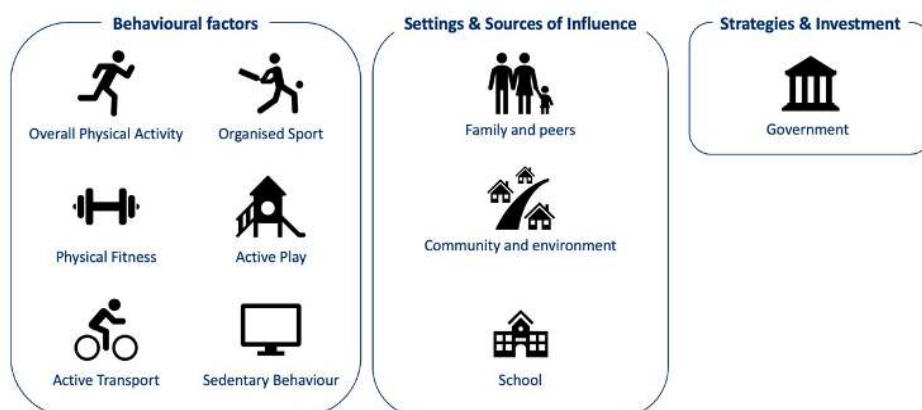 Behavioural factors
Overall Physical Activity
Organised Sport
Physical Fitness
Active Play
Active Transport
Sedentary Behaviour
Settings & Sources of Influence
Family and peers
Community and environment
School
Strategies & Investment
Government